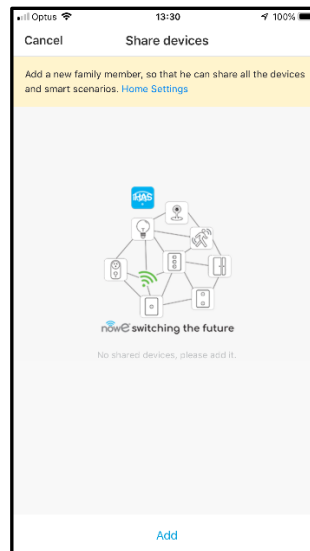 Optus 13:30 100%
Cancel Share devices
Add a new family member, so that he can share all the devices
and smart scenarios. Home Settings
iHAS
nowe switching the future
No shared devices, please add it.
Add